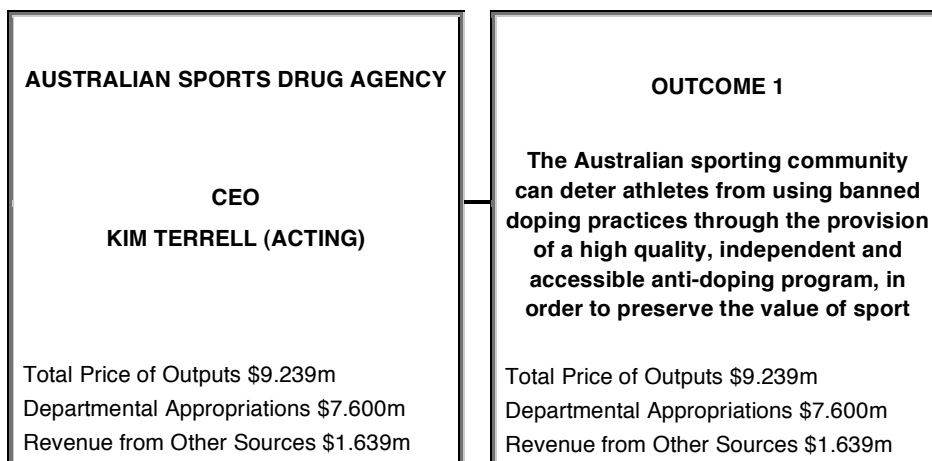 AUSTRALIAN SPORTS DRUG AGENCY
CEO
KIM TERRELL (ACTING)
Total Price of Outputs $9.239m
Departmental Appropriations $7.600m
Revenue from Other Sources $1.639m
OUTCOME 1
The Australian sporting community
can deter athletes from using banned
doping practices through the provision
of a high quality, independent and
accessible anti-doping program, in
order to preserve the value of sport
Total Price of Outputs $9.239m
Departmental Appropriations $7.600m
Revenue from Other Sources $1.639m